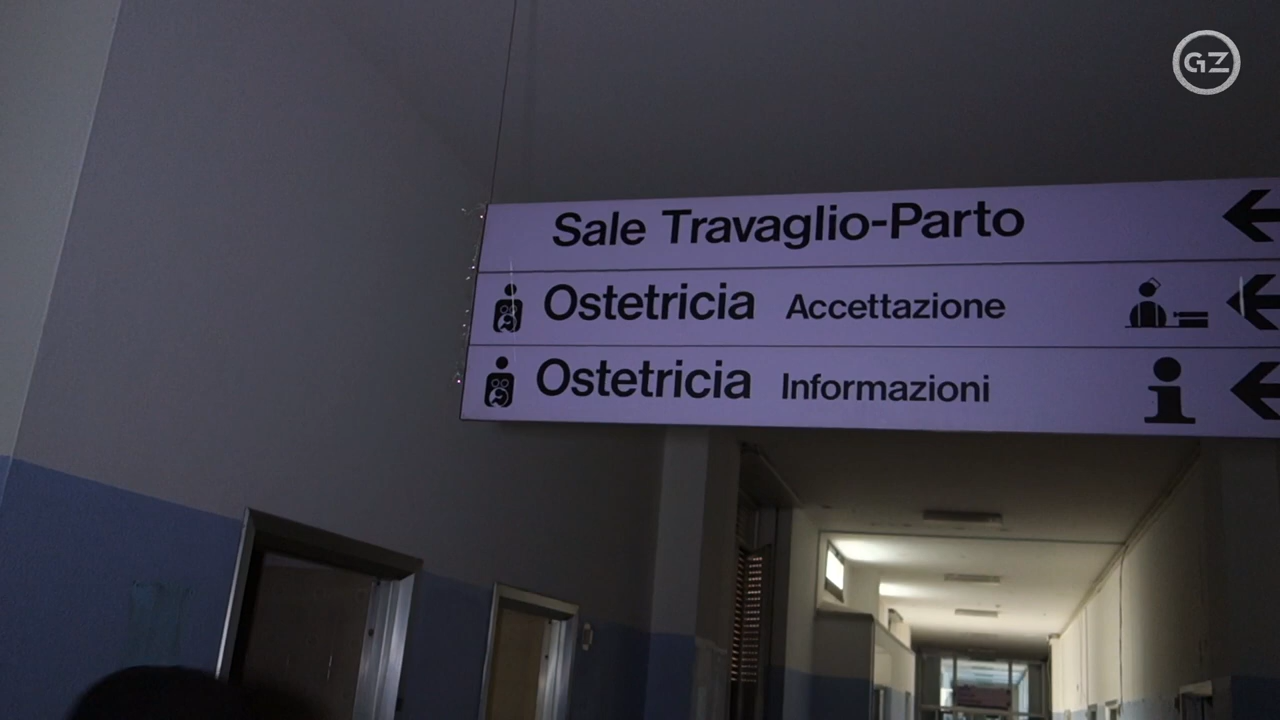 GZ
Sale Travaglio-Parto
Ostetricia Accettazione
Ostetricia Informazioni